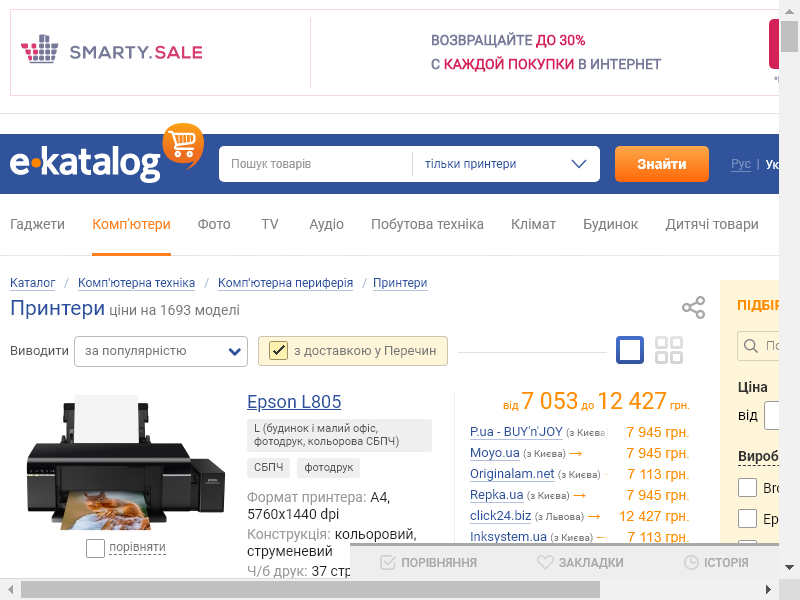 SMARTY.SALE
ВОЗВРАЩАЙТЕ ДО 30%
С КАЖДОЙ ПОКУПКИ В ИНТЕРНЕТ
e-katalog
Пошук товарів
тільки принтери
Знайти
Рус | Ук
Гаджети Комп'ютери Фото TV Аудіо Побутова техніка Клімат Будинок Дитячі товари
Каталог / Комп'ютерна техніка / Комп'ютерна периферія / Принтери
Принтери ціни на 1693 моделі
Виводити за популярністю з доставкою у Перечин
ПІДБІР
По
Ціна
від
Вироб
Bro
Ep
Epson L805
L (будинок і малий офіс, фотодрук, кольорова СБПЧ)
СБПЧ фотодрук
Формат принтера: A4,
5760x1440 dpi
Конструкція: кольоровий,
струменевий
Ч/б друк: 37 стр
порівняти
від 7 053 до 12 427 грн.
P.ua - BUY'n'JOY (з Києва) 7 945 грн.
Moyo.ua (з Києва) → 7 945 грн.
Originalam.net (з Києва) 7 113 грн.
Repka.ua (з Києва) → 7 945 грн.
click24.biz (з Львова) → 12 427 грн.
Inksystem.ua (з Києва) 7 113 грн.
ПОРІВНЯННЯ ЗАКЛАДКИ ІСТОРІЯ